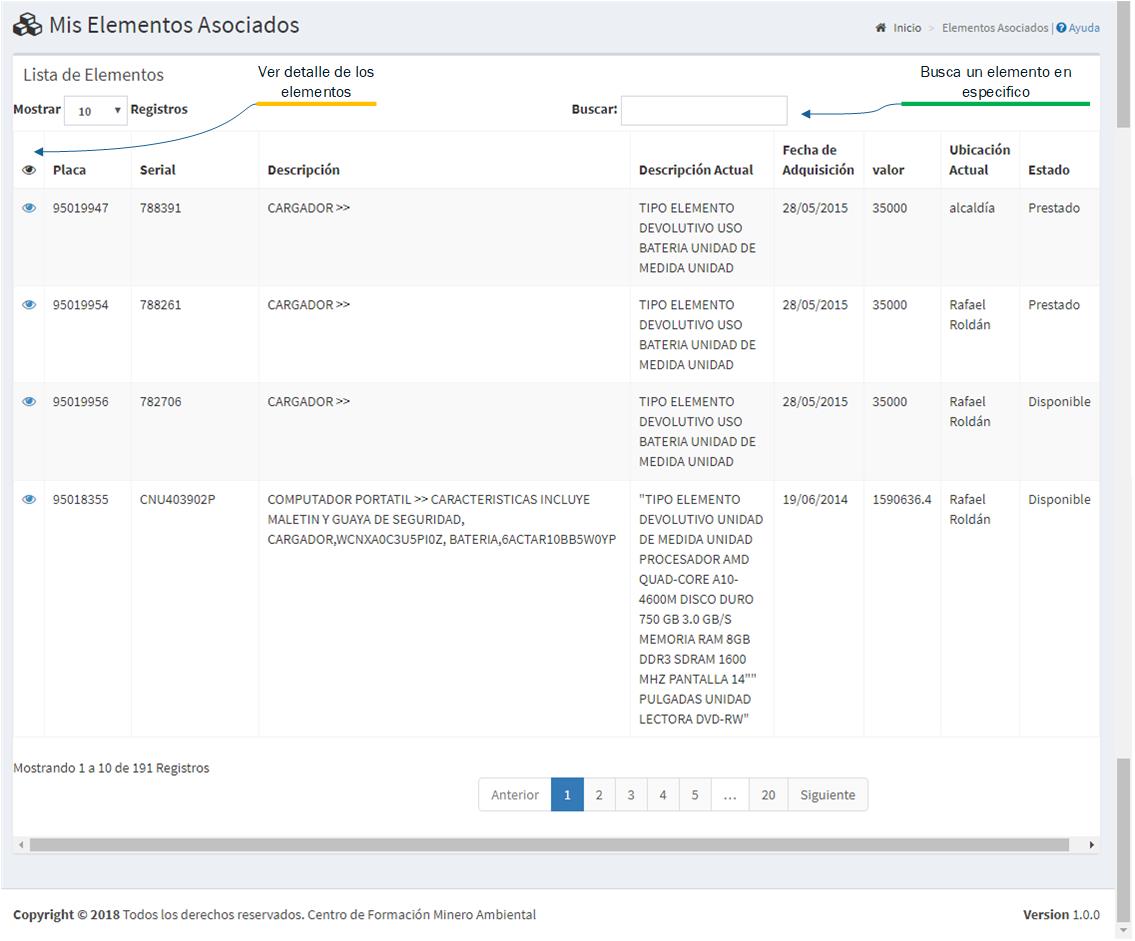 Mis Elementos Asociados
Inicio > Elementos Asociados | Ayuda
Lista de Elementos
Ver detalle de los
elementos
Busca un elemento en
especifico
Mostrar 10 Registros
Buscar:
Placa Serial Descripción Descripción Actual Fecha de Adquisición valor Ubicación Actual Estado
95019947 788391 CARGADOR >> TIPO ELEMENTO 28/05/2015 35000 alcaldía Prestado
DEVOLUTIVO USO
BATERIA UNIDAD DE
MEDIDA UNIDAD
95019954 788261 CARGADOR >> TIPO ELEMENTO 28/05/2015 35000 Rafael Prestado
DEVOLUTIVO USO Roldán
BATERIA UNIDAD DE
MEDIDA UNIDAD
95019956 782706 CARGADOR >> TIPO ELEMENTO 28/05/2015 35000 Rafael Disponible
DEVOLUTIVO USO Roldán
BATERIA UNIDAD DE
MEDIDA UNIDAD
95018355 CNU403902P COMPUTADOR PORTATIL >> CARACTERISTICAS INCLUYE "TIPO ELEMENTO 19/06/2014 1590636.4 Rafael Disponible
MALETIN Y GUAYA DE SEGURIDAD, DEVOLUTIVO UNIDAD Roldán
CARGADOR,WCNXA0C3U5PI0Z, BATERIA,6ACTAR10BB5W0YP DE MEDIDA UNIDAD
PROCESADOR AMD
QUAD-CORE A10-
4600M DISCO DURO
750 GB 3.0 GB/S
MEMORIA RAM 8GB
DDR3 SDRAM 1600
MHZ PANTALLA 14""
PULGADAS UNIDAD
LECTORA DVD-RW"
Mostrando 1 a 10 de 191 Registros
Anterior 1 2 3 4 5 … 20 Siguiente
Copyright © 2018 Todos los derechos reservados. Centro de Formación Minero Ambiental
Version 1.0.0